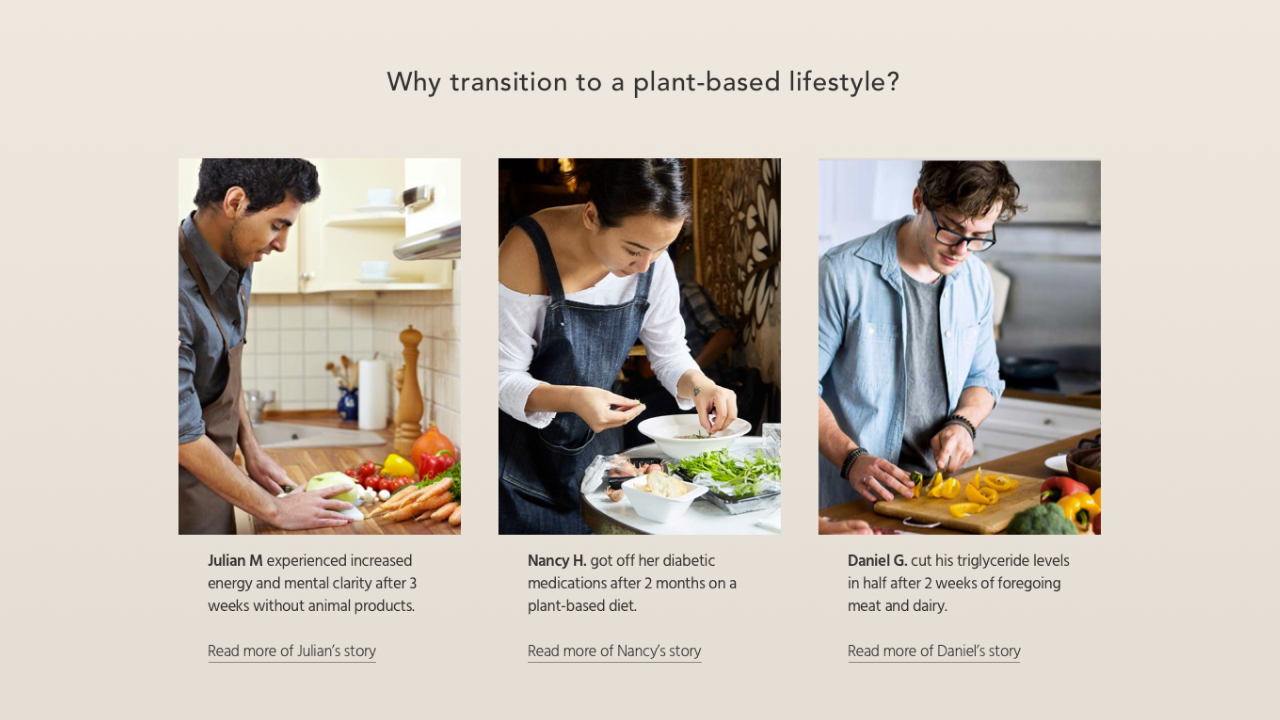 Why transition to a plant-based lifestyle?
Julian M experienced increased
energy and mental clarity after 3
weeks without animal products.
Read more of Julian’s story
Nancy H. got off her diabetic
medications after 2 months on a
plant-based diet.
Read more of Nancy’s story
Daniel G. cut his triglyceride levels
in half after 2 weeks of foregoing
meat and dairy.
Read more of Daniel’s story